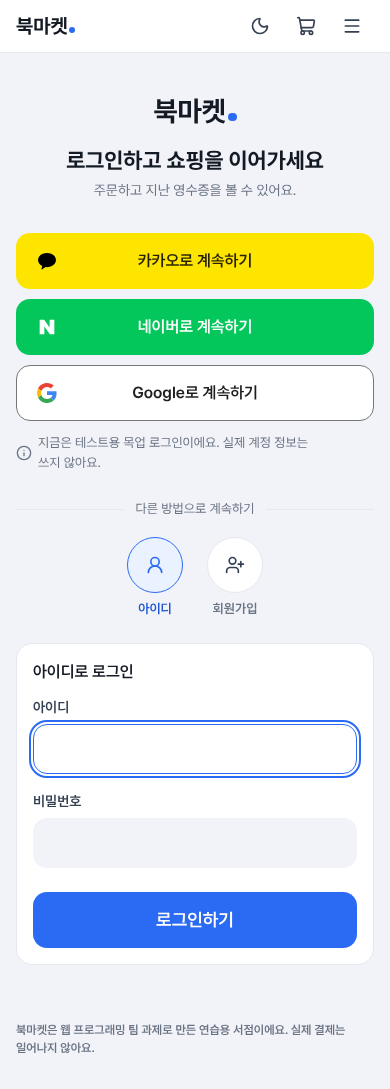 북마켓.
북마켓.
로그인하고 쇼핑을 이어가세요
주문하고 지난 영수증을 볼 수 있어요.
카카오로 계속하기
N 네이버로 계속하기
G Google로 계속하기
지금은 테스트용 목업 로그인이에요. 실제 계정 정보는
쓰지 않아요.
다른 방법으로 계속하기
아이디 회원가입
아이디로 로그인
아이디
비밀번호
로그인하기
북마켓은 웹 프로그래밍 팀 과제로 만든 연습용 서점이에요. 실제 결제는
일어나지 않아요.